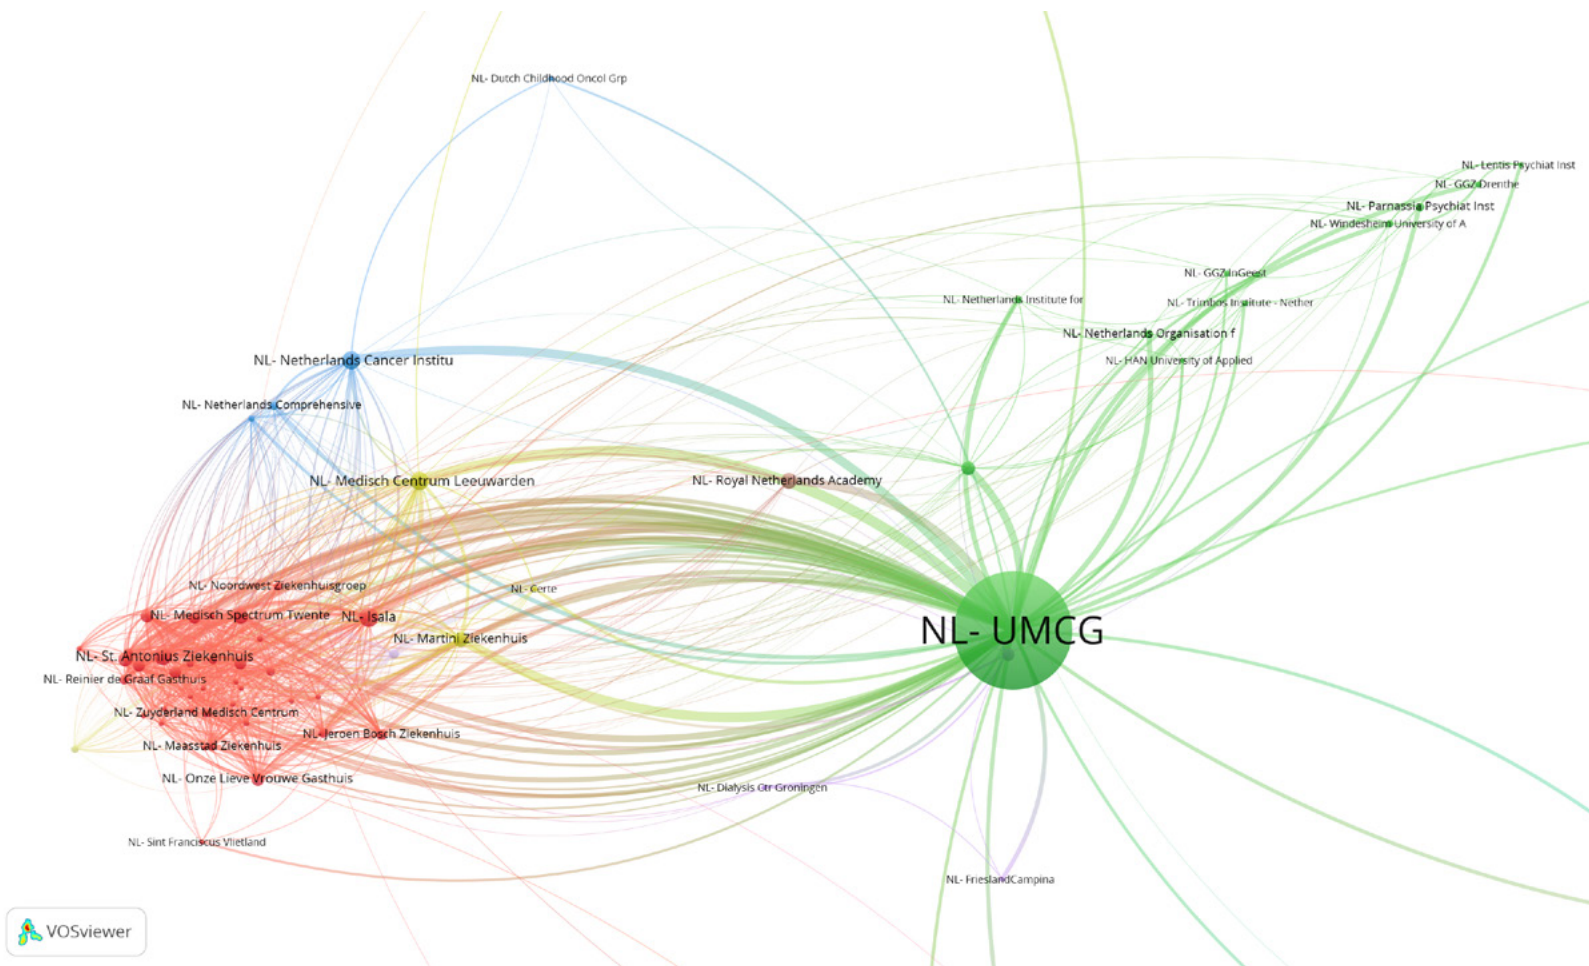 NL- Dutch Childhood Oncol Grp
NL- Lentis Psychiat Inst
NL- GGZ Drenthe
NL- Parnassia Psychiat Inst
NL- Windesheim University of A
NL- GGZ InGeest
NL- Netherlands Institute for
NL- Trimbos Institute - Nether
NL- Netherlands Organisation f
NL- HAN University of Applied
NL- Netherlands Cancer Institu
NL- Netherlands Comprehensive
NL- Medisch Centrum Leeuwarden
NL- Royal Netherlands Academy
NL- Noordwest Ziekenhuisgroep
NL- Certe
NL- Medisch Spectrum Twente
NL- Isala
NL- UMCG
NL- Martini Ziekenhuis
NL- St. Antonius Ziekenhuis
NL- Reinier de Graaf Gasthuis
NL- Zuyderland Medisch Centrum
NL- Jeroen Bosch Ziekenhuis
NL- Maasstad Ziekenhuis
NL- Onze Lieve Vrouwe Gasthuis
NL- Dialysis Ctr Groningen
NL- Sint Franciscus Vlietland
NL- FrieslandCampina
VOSviewer